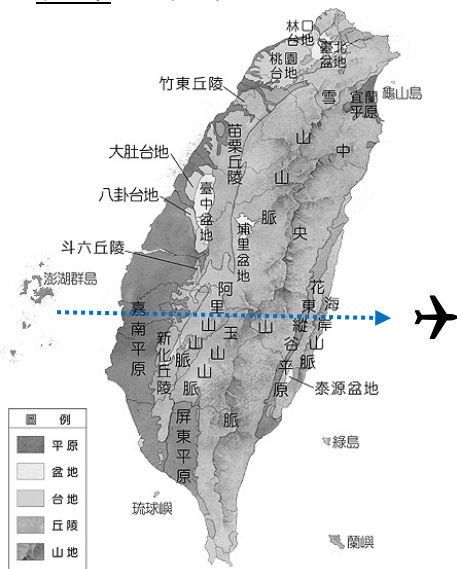 林口台地
臺北盆地
桃園台地
竹東丘陵
雪山山脈
宜蘭平原
龜山島
苗栗丘陵
大肚台地
中央山脈
八卦台地
臺中盆地
埔里盆地
斗六丘陵
澎湖群島
阿里山山脈
玉山山脈
花東縱谷平原
海岸山脈
嘉南平原
新化丘陵
泰源盆地
屏東平原
綠島
琉球嶼
蘭嶼
圖例
平原
盆地
台地
丘陵
山地